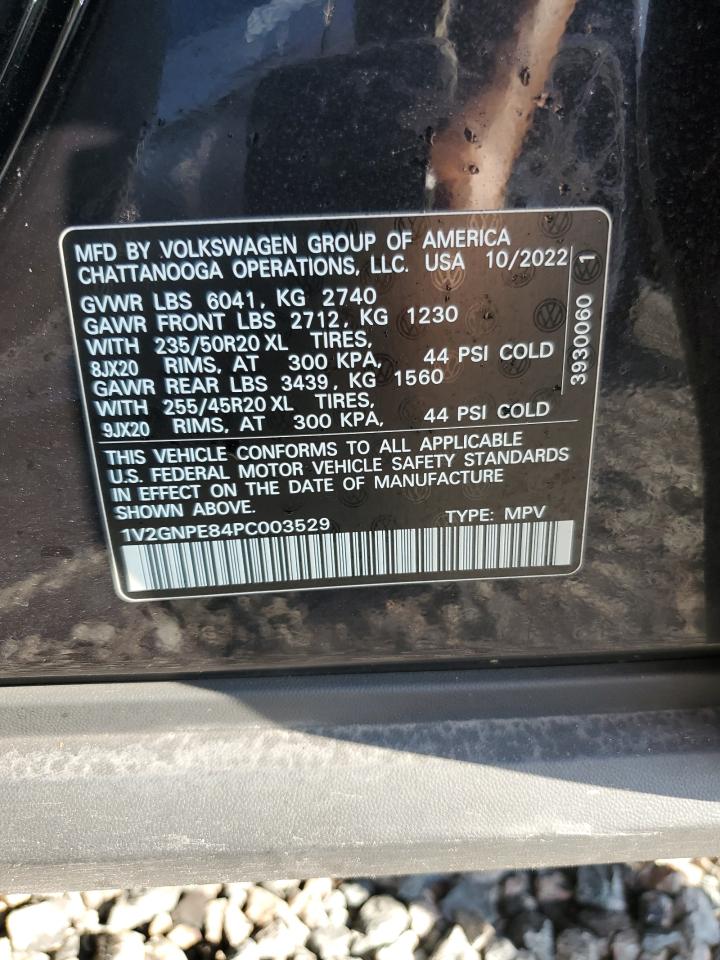 MFD BY VOLKSWAGEN GROUP OF AMERICA
CHATTANOOGA OPERATIONS, LLC. USA 10/2022
GVWR LBS 6041, KG 2740
GAWR FRONT LBS 2712, KG 1230
WITH 235/50R20 XL TIRES,
8JX20 RIMS, AT 300 KPA, 44 PSI COLD
GAWR REAR LBS 3439, KG 1560
WITH 255/45R20 XL TIRES,
9JX20 RIMS, AT 300 KPA, 44 PSI COLD
3930060 1
THIS VEHICLE CONFORMS TO ALL APPLICABLE
U.S. FEDERAL MOTOR VEHICLE SAFETY STANDARDS
IN EFFECT ON THE DATE OF MANUFACTURE
SHOWN ABOVE.
1V2GNPE84PC003529 TYPE: MPV